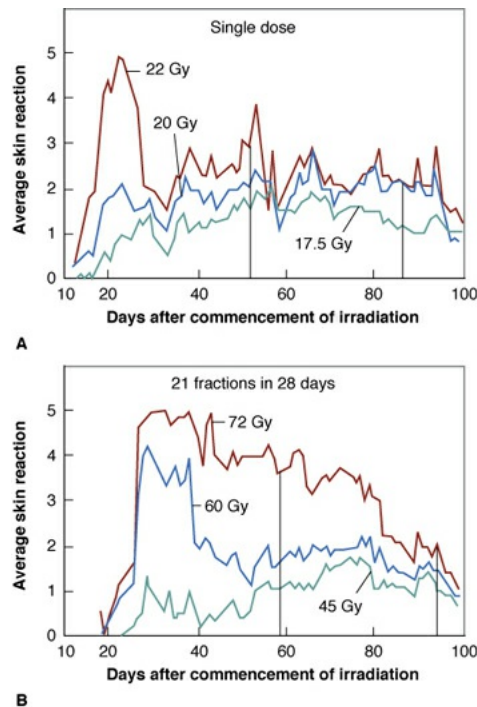 Single dose
5
4
3
2
1
0
Average skin reaction
22 Gy
20 Gy
17.5 Gy
10 20 40 60 80 100
Days after commencement of irradiation
A
21 fractions in 28 days
5
4
3
2
1
0
Average skin reaction
72 Gy
60 Gy
45 Gy
10 20 40 60 80 100
Days after commencement of irradiation
B